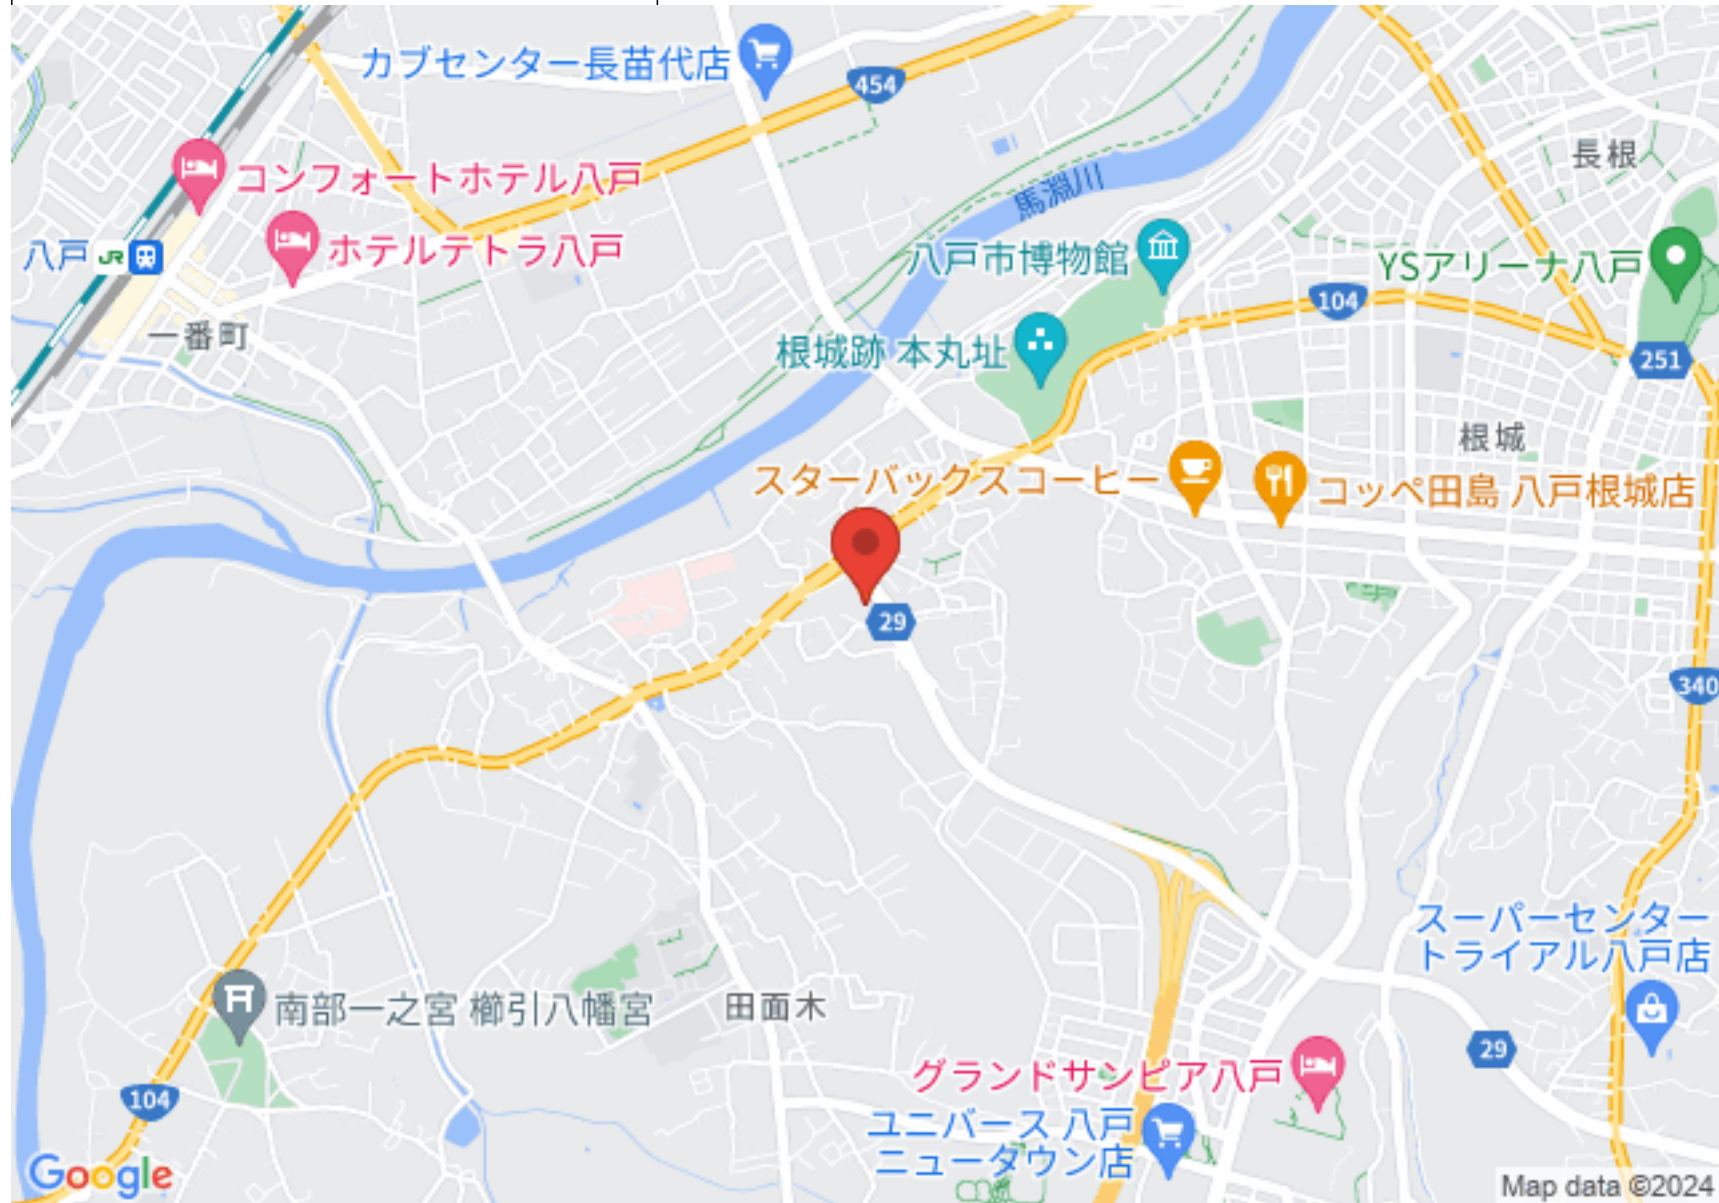 カブセンター長苗代店
454
長根
コンフォートホテル八戸
馬淵川
八戸 JR
ホテルテトラ八戸
八戸市博物館
YSアリーナ八戸
104
一番町
根城跡 本丸址
251
根城
スターバックスコーヒー
コッペ田島 八戸根城店
29
340
スーパーセンター
トライアル八戸店
南部一之宮 櫛引八幡宮
田面木
29
104
グランドサンピア八戸
ユニバース 八戸
ニュータウン店
Google
Map data ©2024